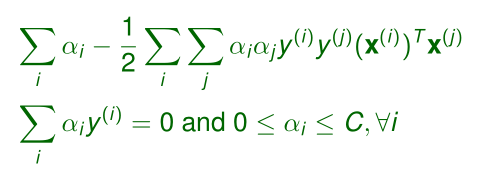 ∑_i α_i − 1/2 ∑_i ∑_j α_i α_j y^(i) y^(j) (x^(i))^T x^(j)
∑_i α_i y^(i) = 0 and 0 ≤ α_i ≤ C, ∀i